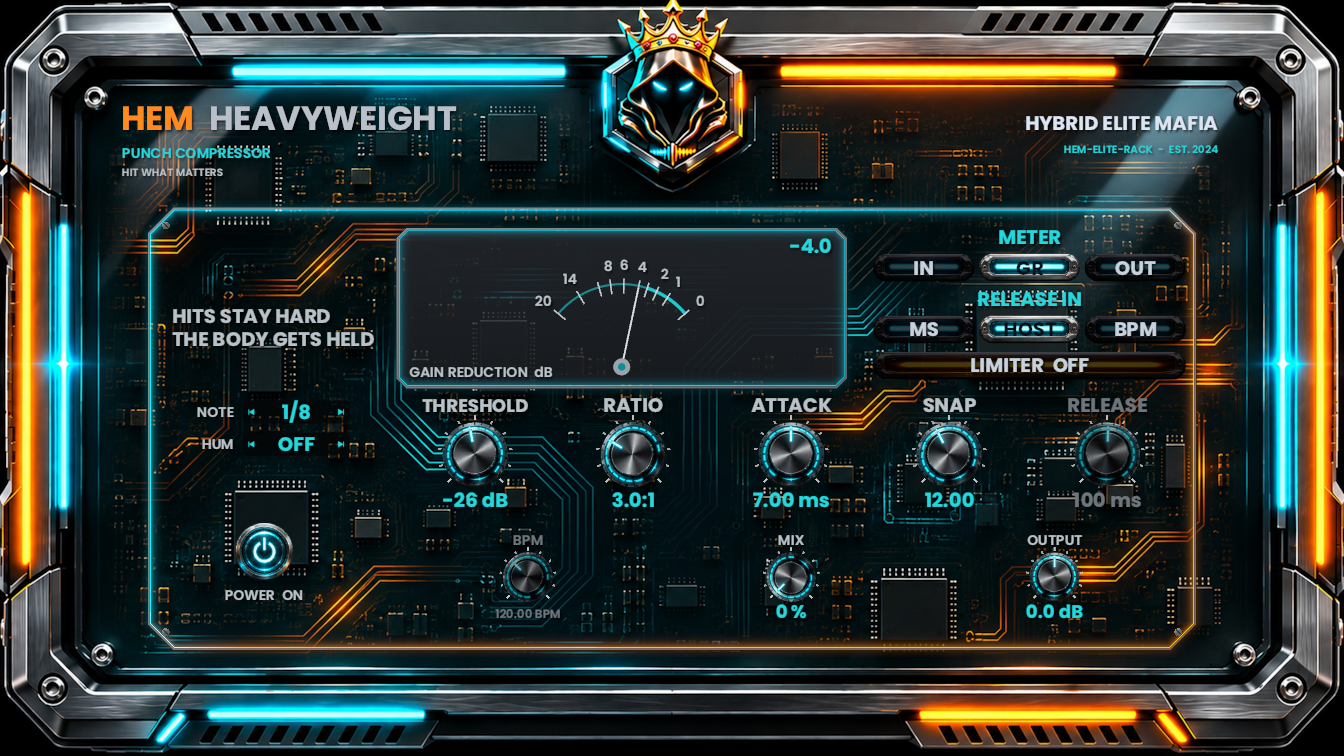 HEM HEAVYWEIGHT
PUNCH COMPRESSOR
HIT WHAT MATTERS
HYBRID ELITE MAFIA
HEM-ELITE-RACK - EST. 2024
-4.0
20 14 8 6 4 2 1 0
GAIN REDUCTION dB
METER
IN GR OUT
RELEASE IN
MS HOST BPM
LIMITER OFF
HITS STAY HARD
THE BODY GETS HELD
NOTE 1/8
HUM OFF
THRESHOLD RATIO ATTACK SNAP RELEASE
-26 dB 3.0:1 7.00 ms 12.00 100 ms
POWER ON
BPM MIX OUTPUT
120.00 BPM 0 % 0.0 dB